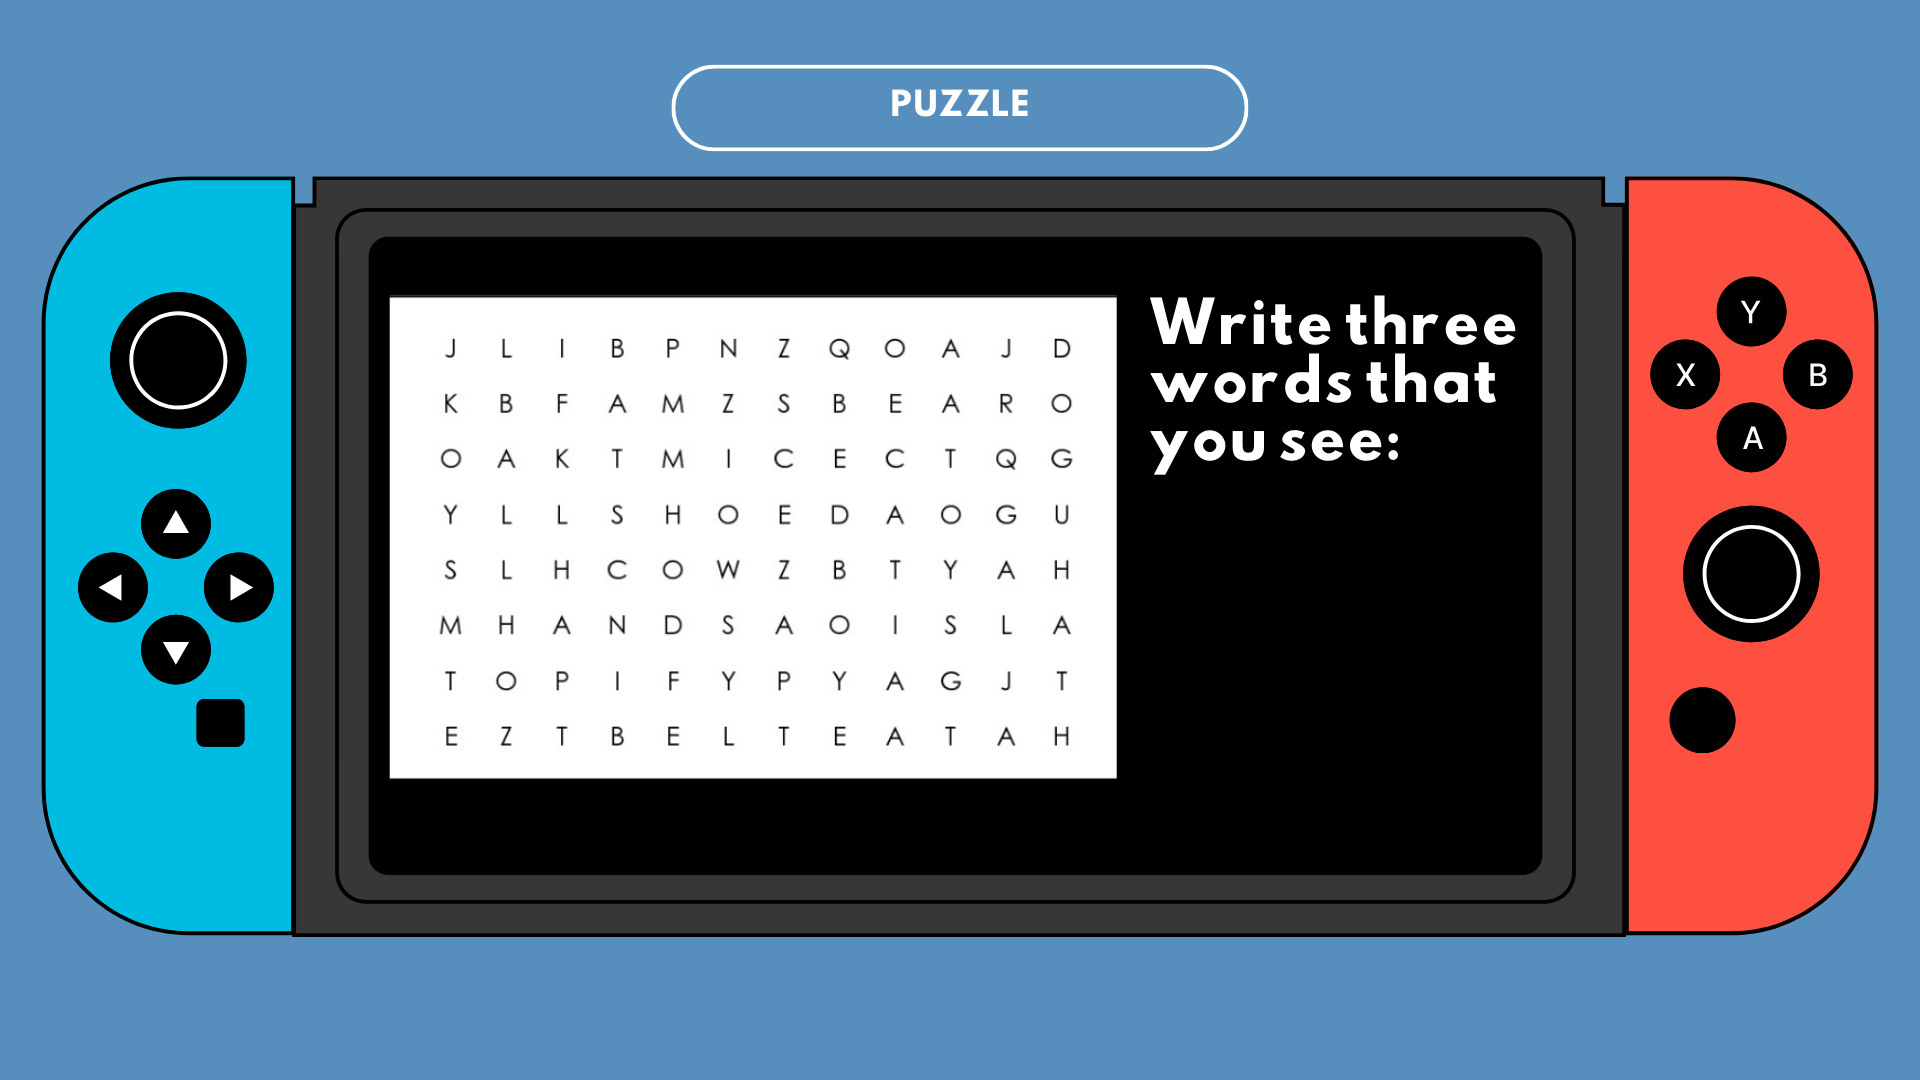 PUZZLE
J L I B P N Z Q O A J D
K B F A M Z S B E A R O
O A K T M I C E C T Q G
Y L L S H O E D A O G U
S L H C O W Z B T Y A H
M H A N D S A O I S L A
T O P I F Y P Y A G J T
E Z T B E L T E A T A H
Write three
words that
you see:
Y
X B
A